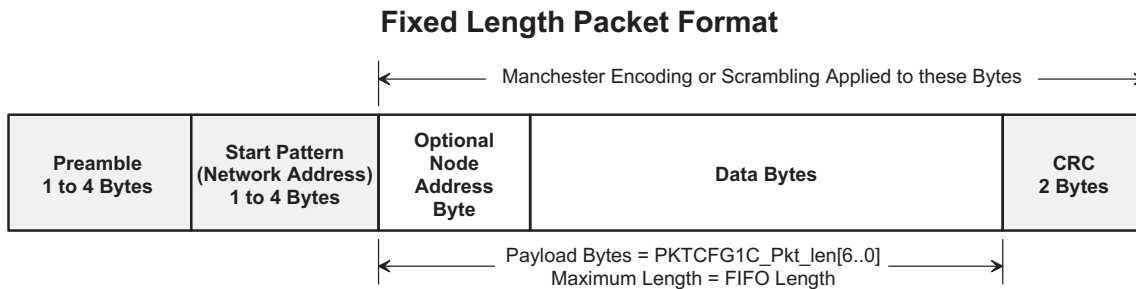 Fixed Length Packet Format
Manchester Encoding or Scrambling Applied to these Bytes
Preamble
1 to 4 Bytes
Start Pattern
(Network Address)
1 to 4 Bytes
Optional
Node
Address
Byte
Data Bytes
CRC
2 Bytes
Payload Bytes = PKTCFG1C_Pkt_len[6..0]
Maximum Length = FIFO Length